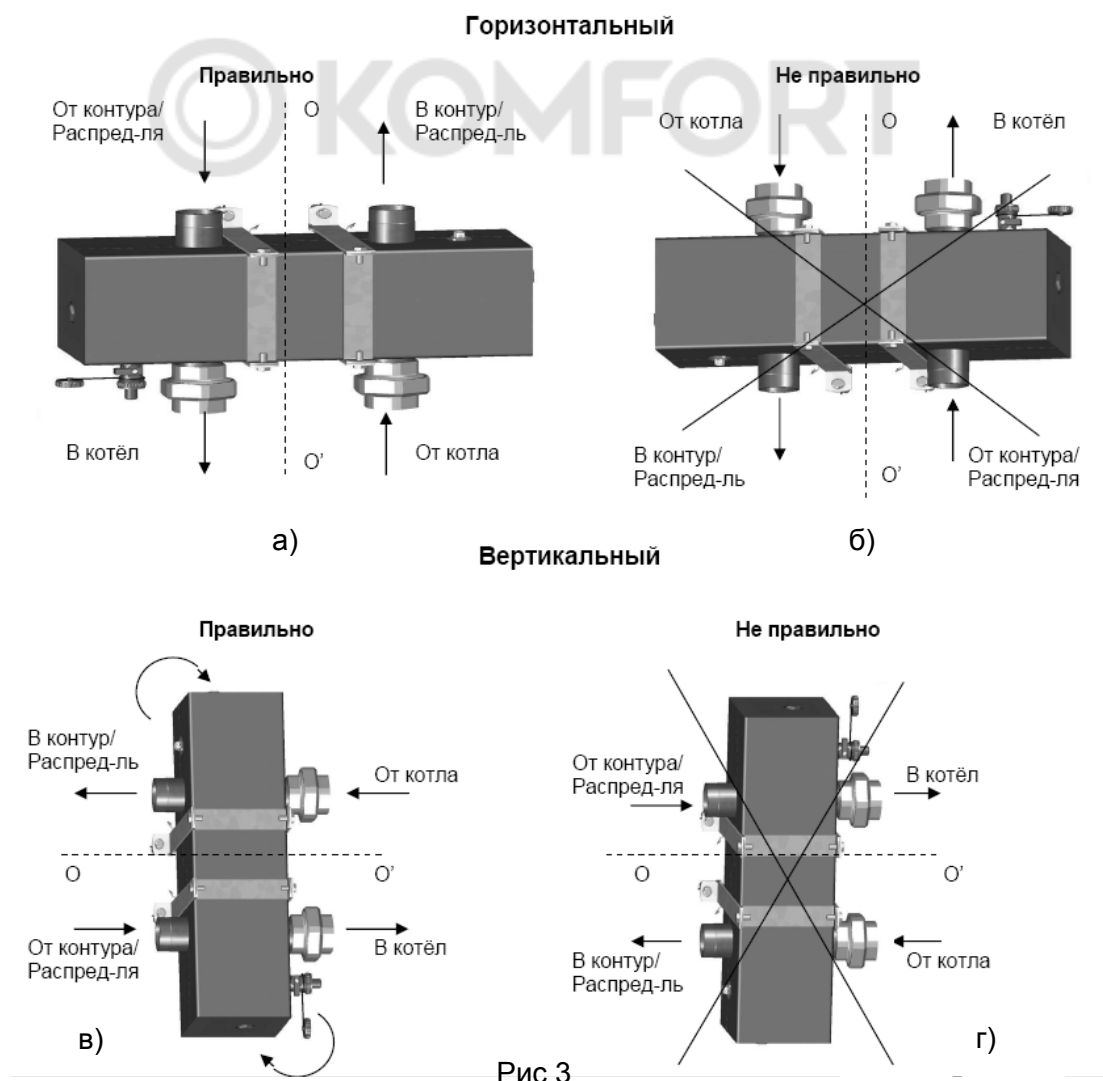 Горизонтальный
KOMFORT
Правильно
Не правильно
От контура/
Распред-ля
О
В контур/
Распред-ль
От котла
О
В котёл
В котёл
О’
От котла
В контур/
Распред-ль
О’
От контура/
Распред-ля
а)
б)
Вертикальный
Правильно
Не правильно
В контур/
Распред-ль
От котла
От контура/
Распред-ля
В котёл
О
О’
О
О’
От контура/
Распред-ля
В котёл
В контур/
Распред-ль
От котла
в)
г)
Рис 3